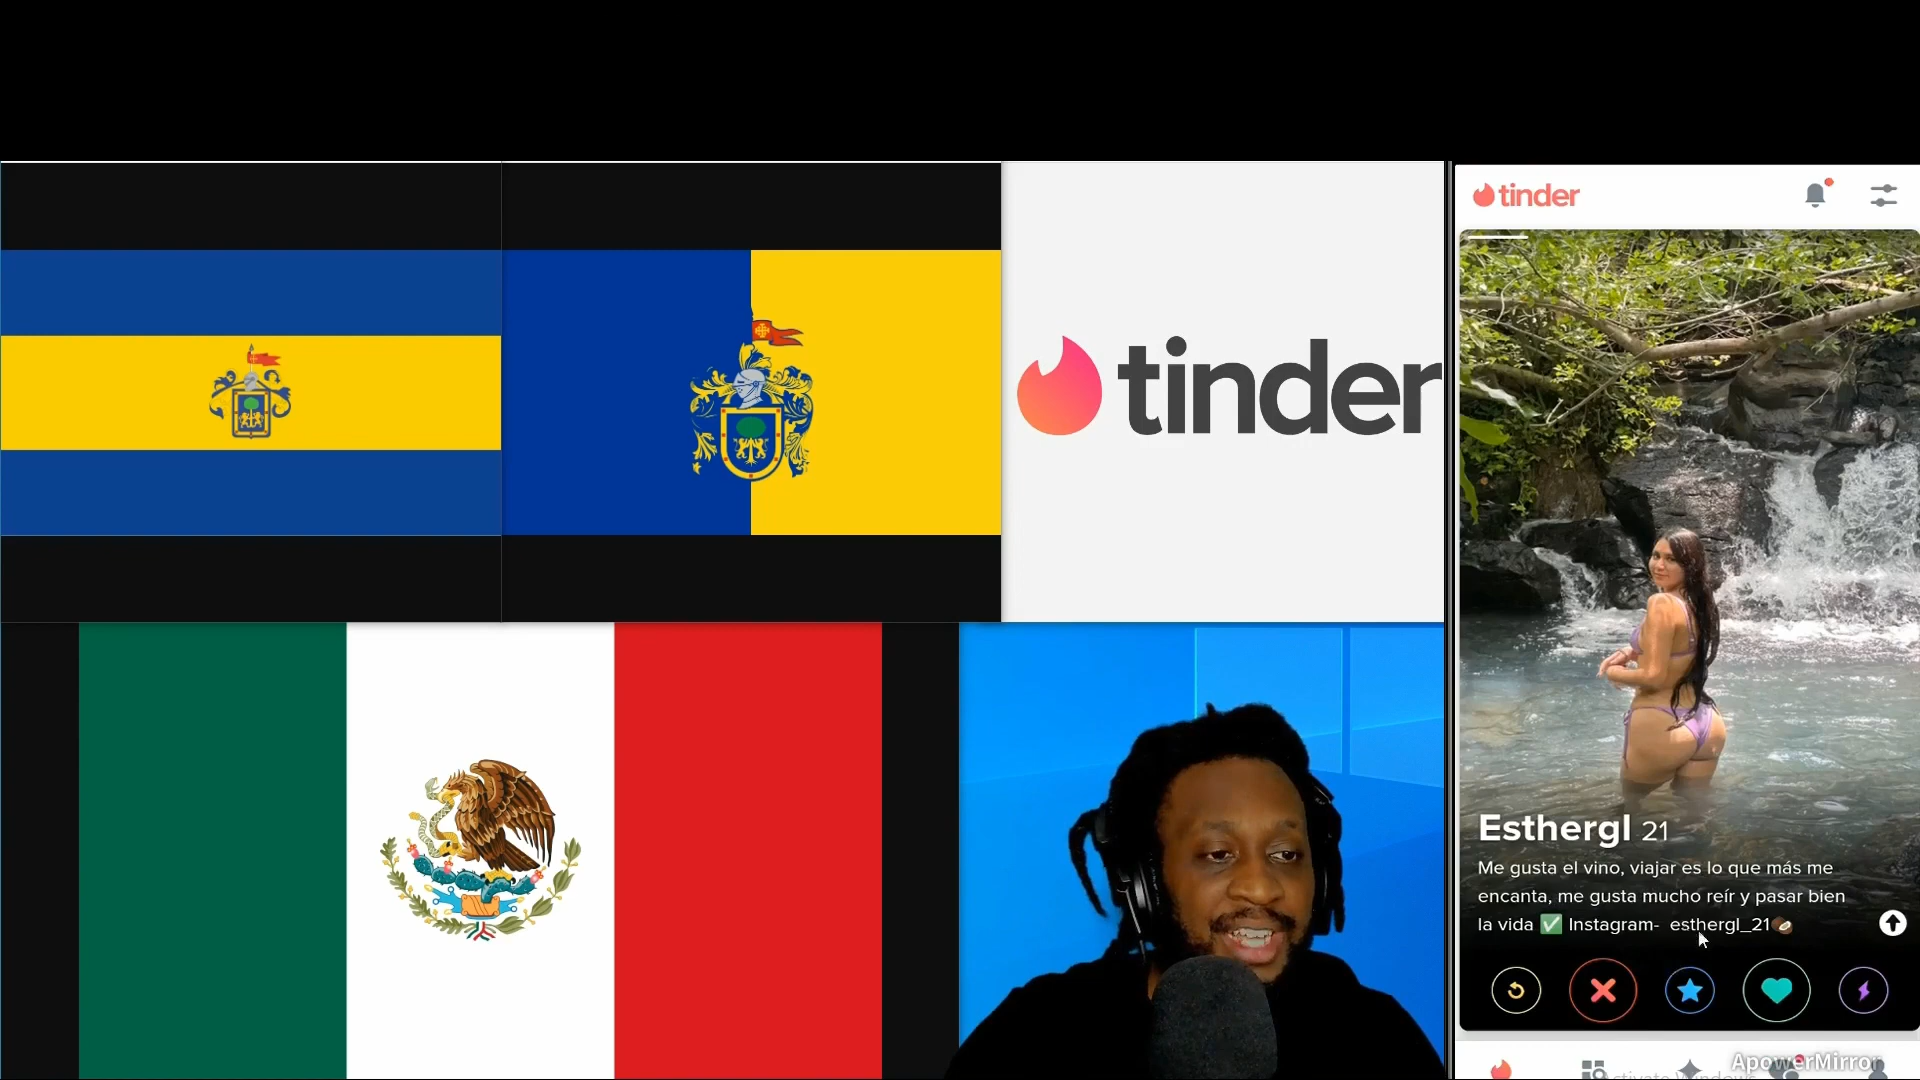 tinder
tinder
Esthergl 21
Me gusta el vino, viajar es lo que más me
encanta, me gusta mucho reír y pasar bien
la vida ✅ Instagram- esthergl_21🥥
ApowerMirror